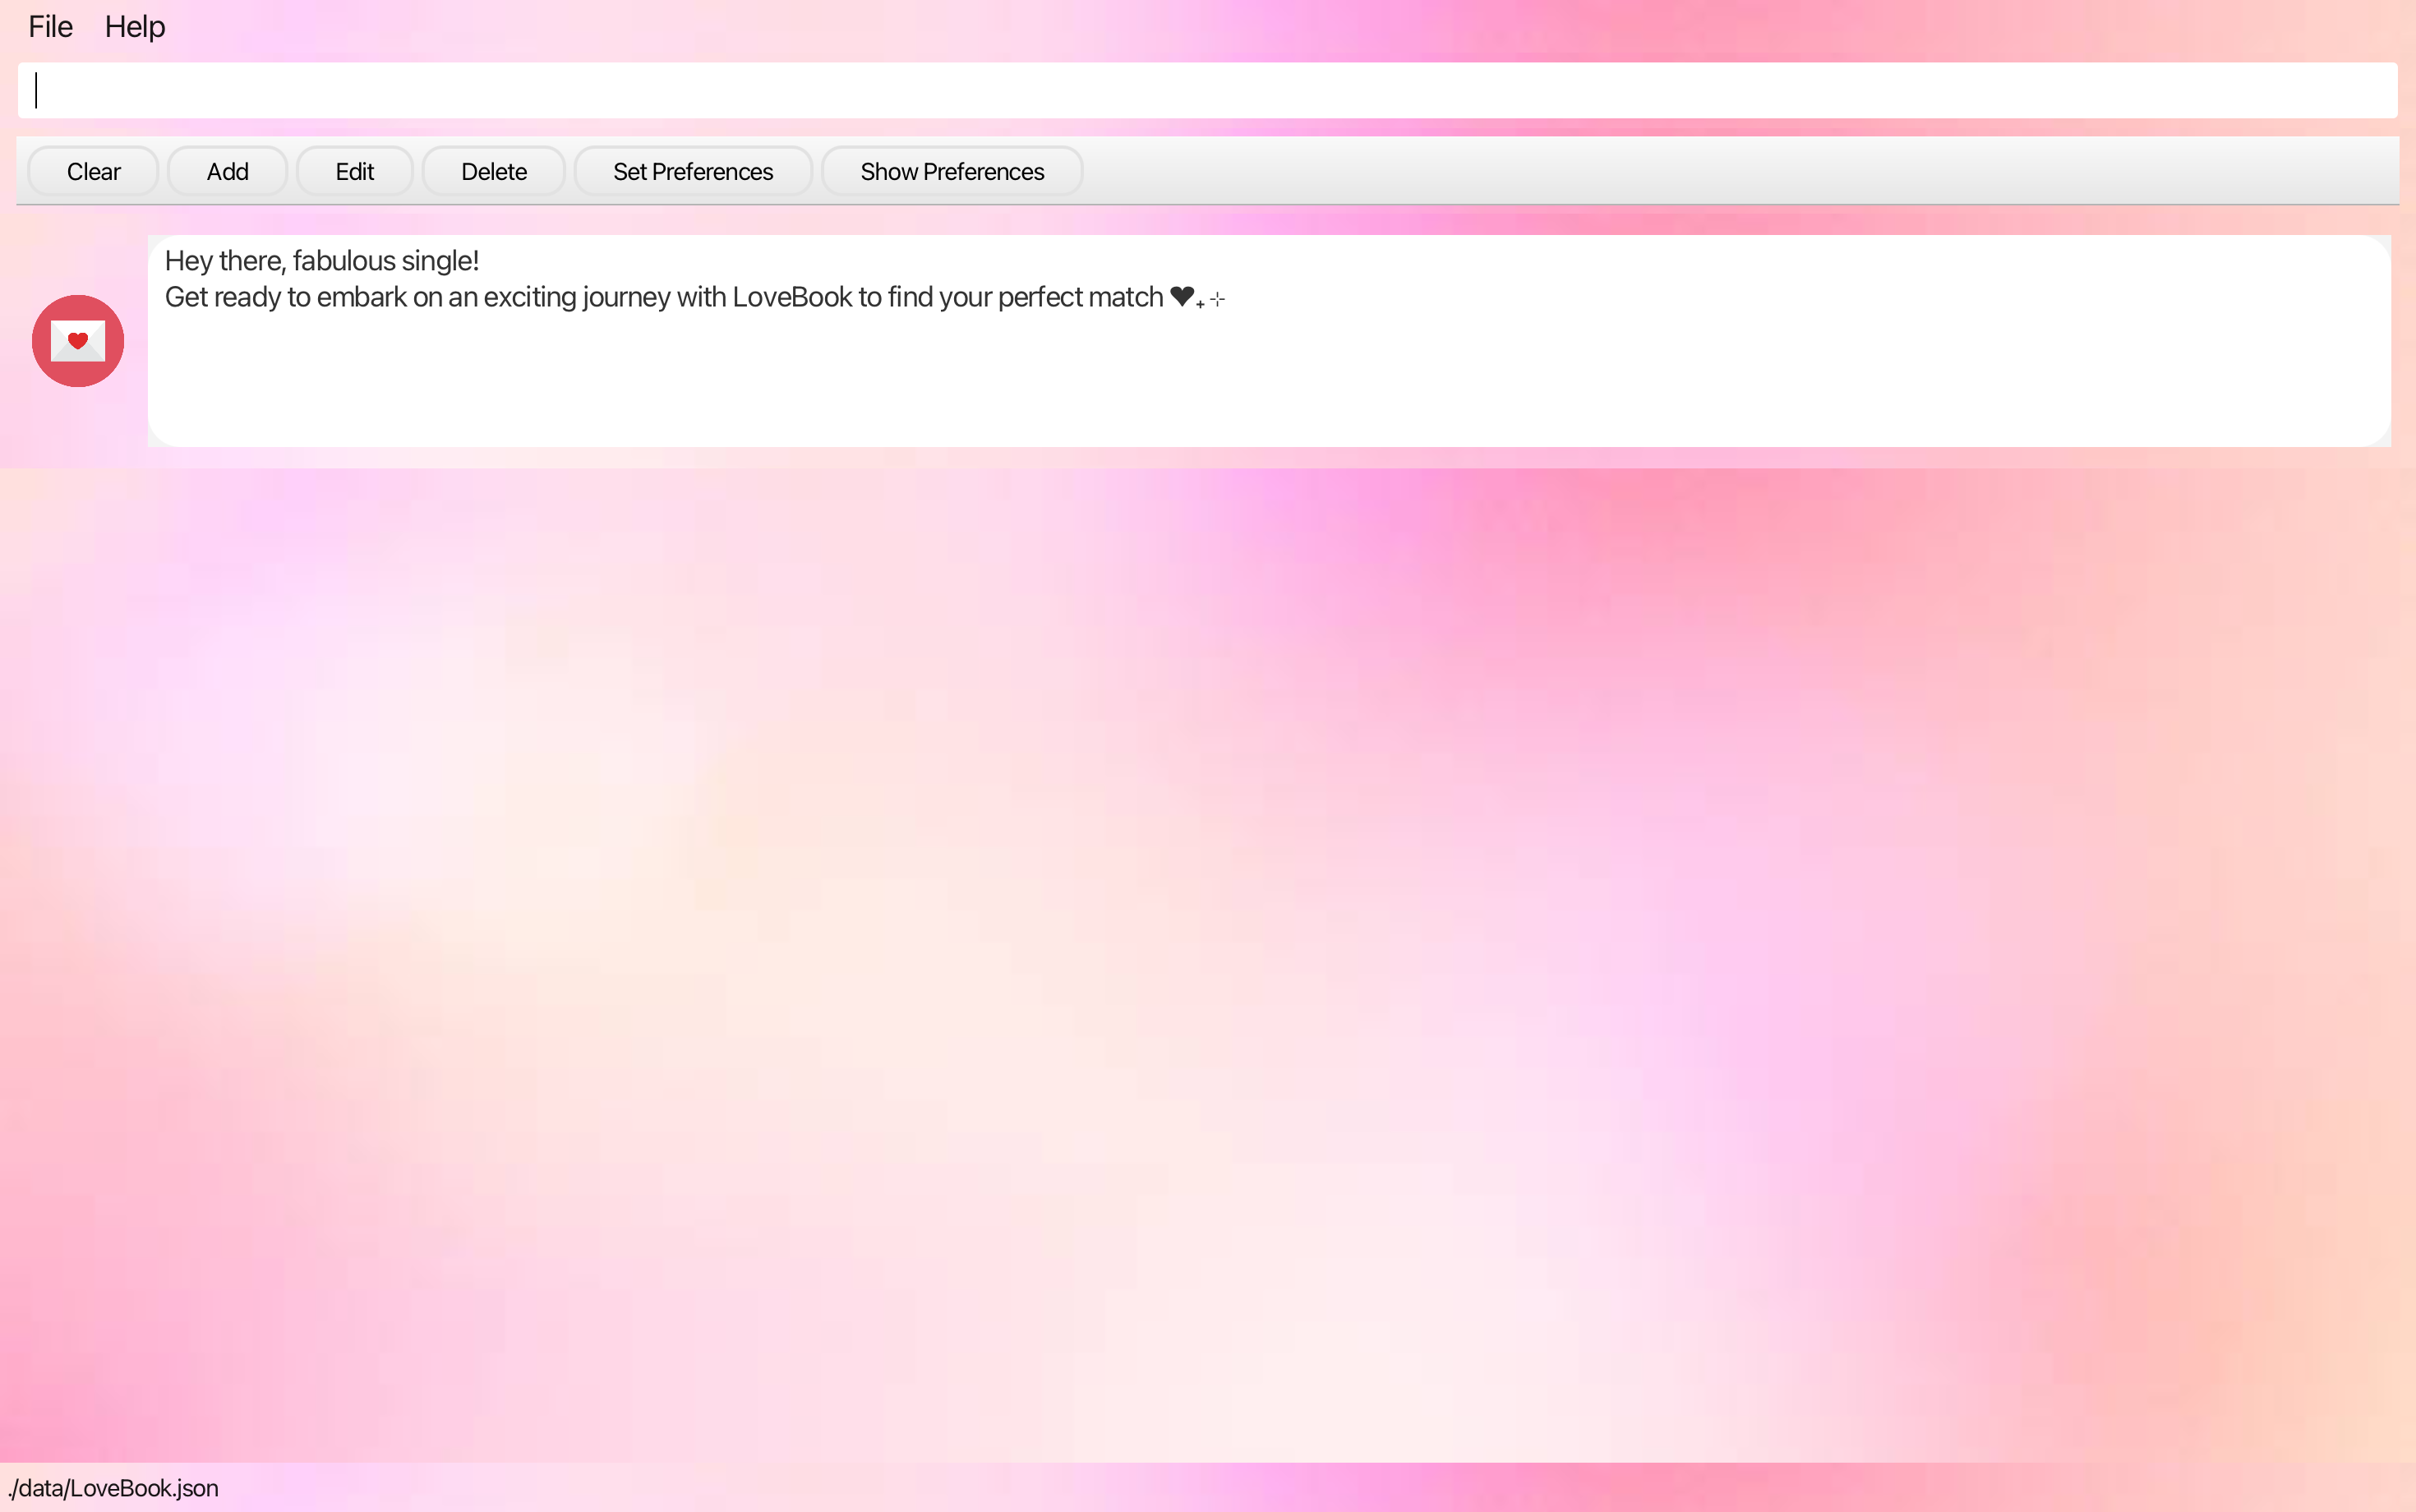 File Help
Clear Add Edit Delete Set Preferences Show Preferences
Hey there, fabulous single!
Get ready to embark on an exciting journey with LoveBook to find your perfect match ❤₊⊹
./data/LoveBook.json